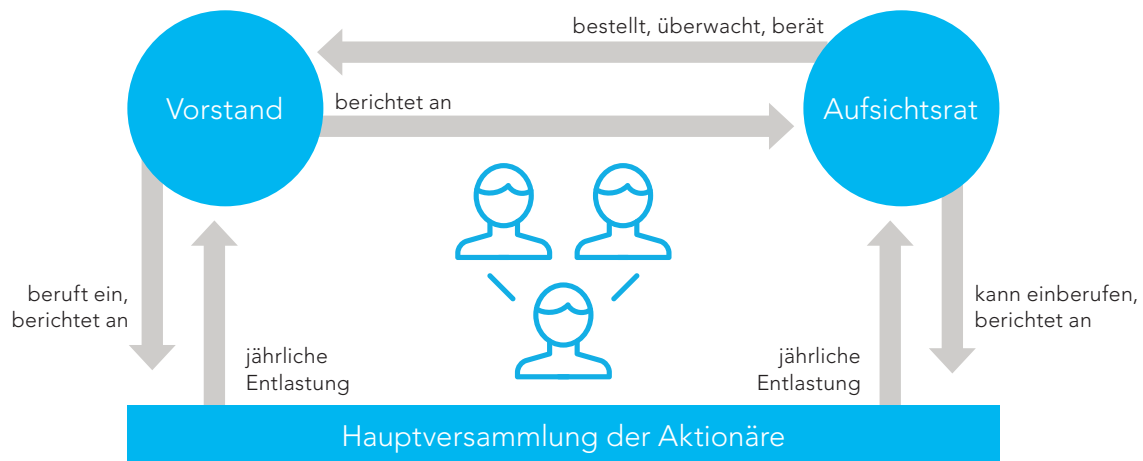 bestellt, überwacht, berät
Vorstand
berichtet an
Aufsichtsrat
beruft ein,
berichtet an
jährliche
Entlastung
jährliche
Entlastung
kann einberufen,
berichtet an
Hauptversammlung der Aktionäre